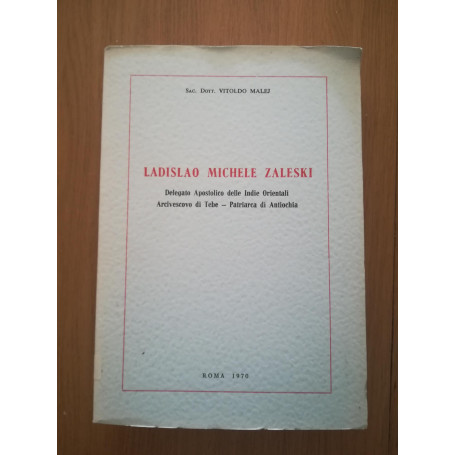 Sac. Dott. VITOLDO MALEJ
LADISLAO MICHELE ZALESKI
Delegato Apostolico delle Indie Orientali
Arcivescovo di Tebe — Patriarca di Antiochia
ROMA 1970